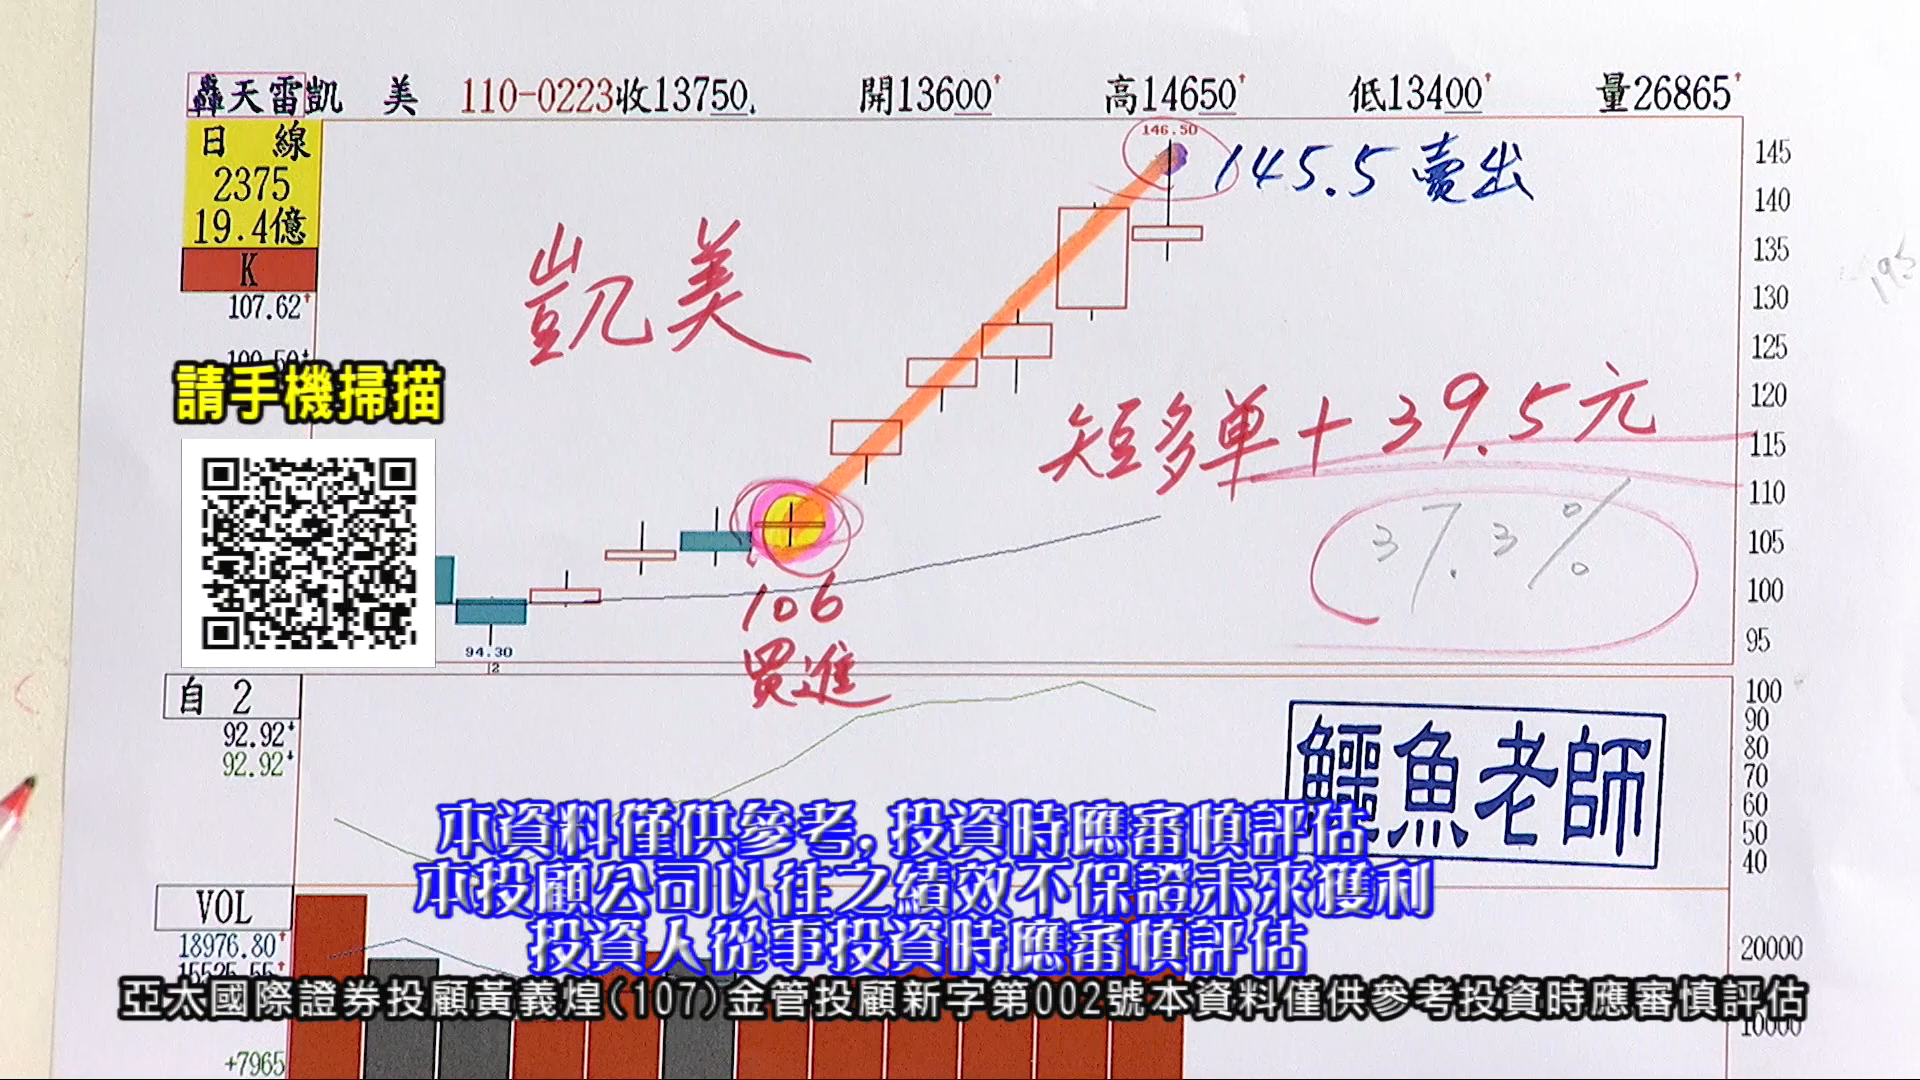 轟天雷凱 美 110-0223收13750. 開13600 高14650 低13400 量26865
日 線
2375
19.4億
K
107.62
請手機掃描
146.50
145.5賣出
凱美
短多单+39.5元
37.3%
106
買進
94.30
2
145
140
135
130
125
120
115
110
105
100
95
自 2
92.92
92.92
100
90
80
70
60
50
40
鱷魚老師
VOL
18976.80
+7965
20000
10000
本資料僅供參考,投資時應審慎評估
本投顧公司以往之績效不保證未來獲利
投資人從事投資時應審慎評估
亞太國際證券投顧黃義煌(107)金管投顧新字第002號本資料僅供參考投資時應審慎評估